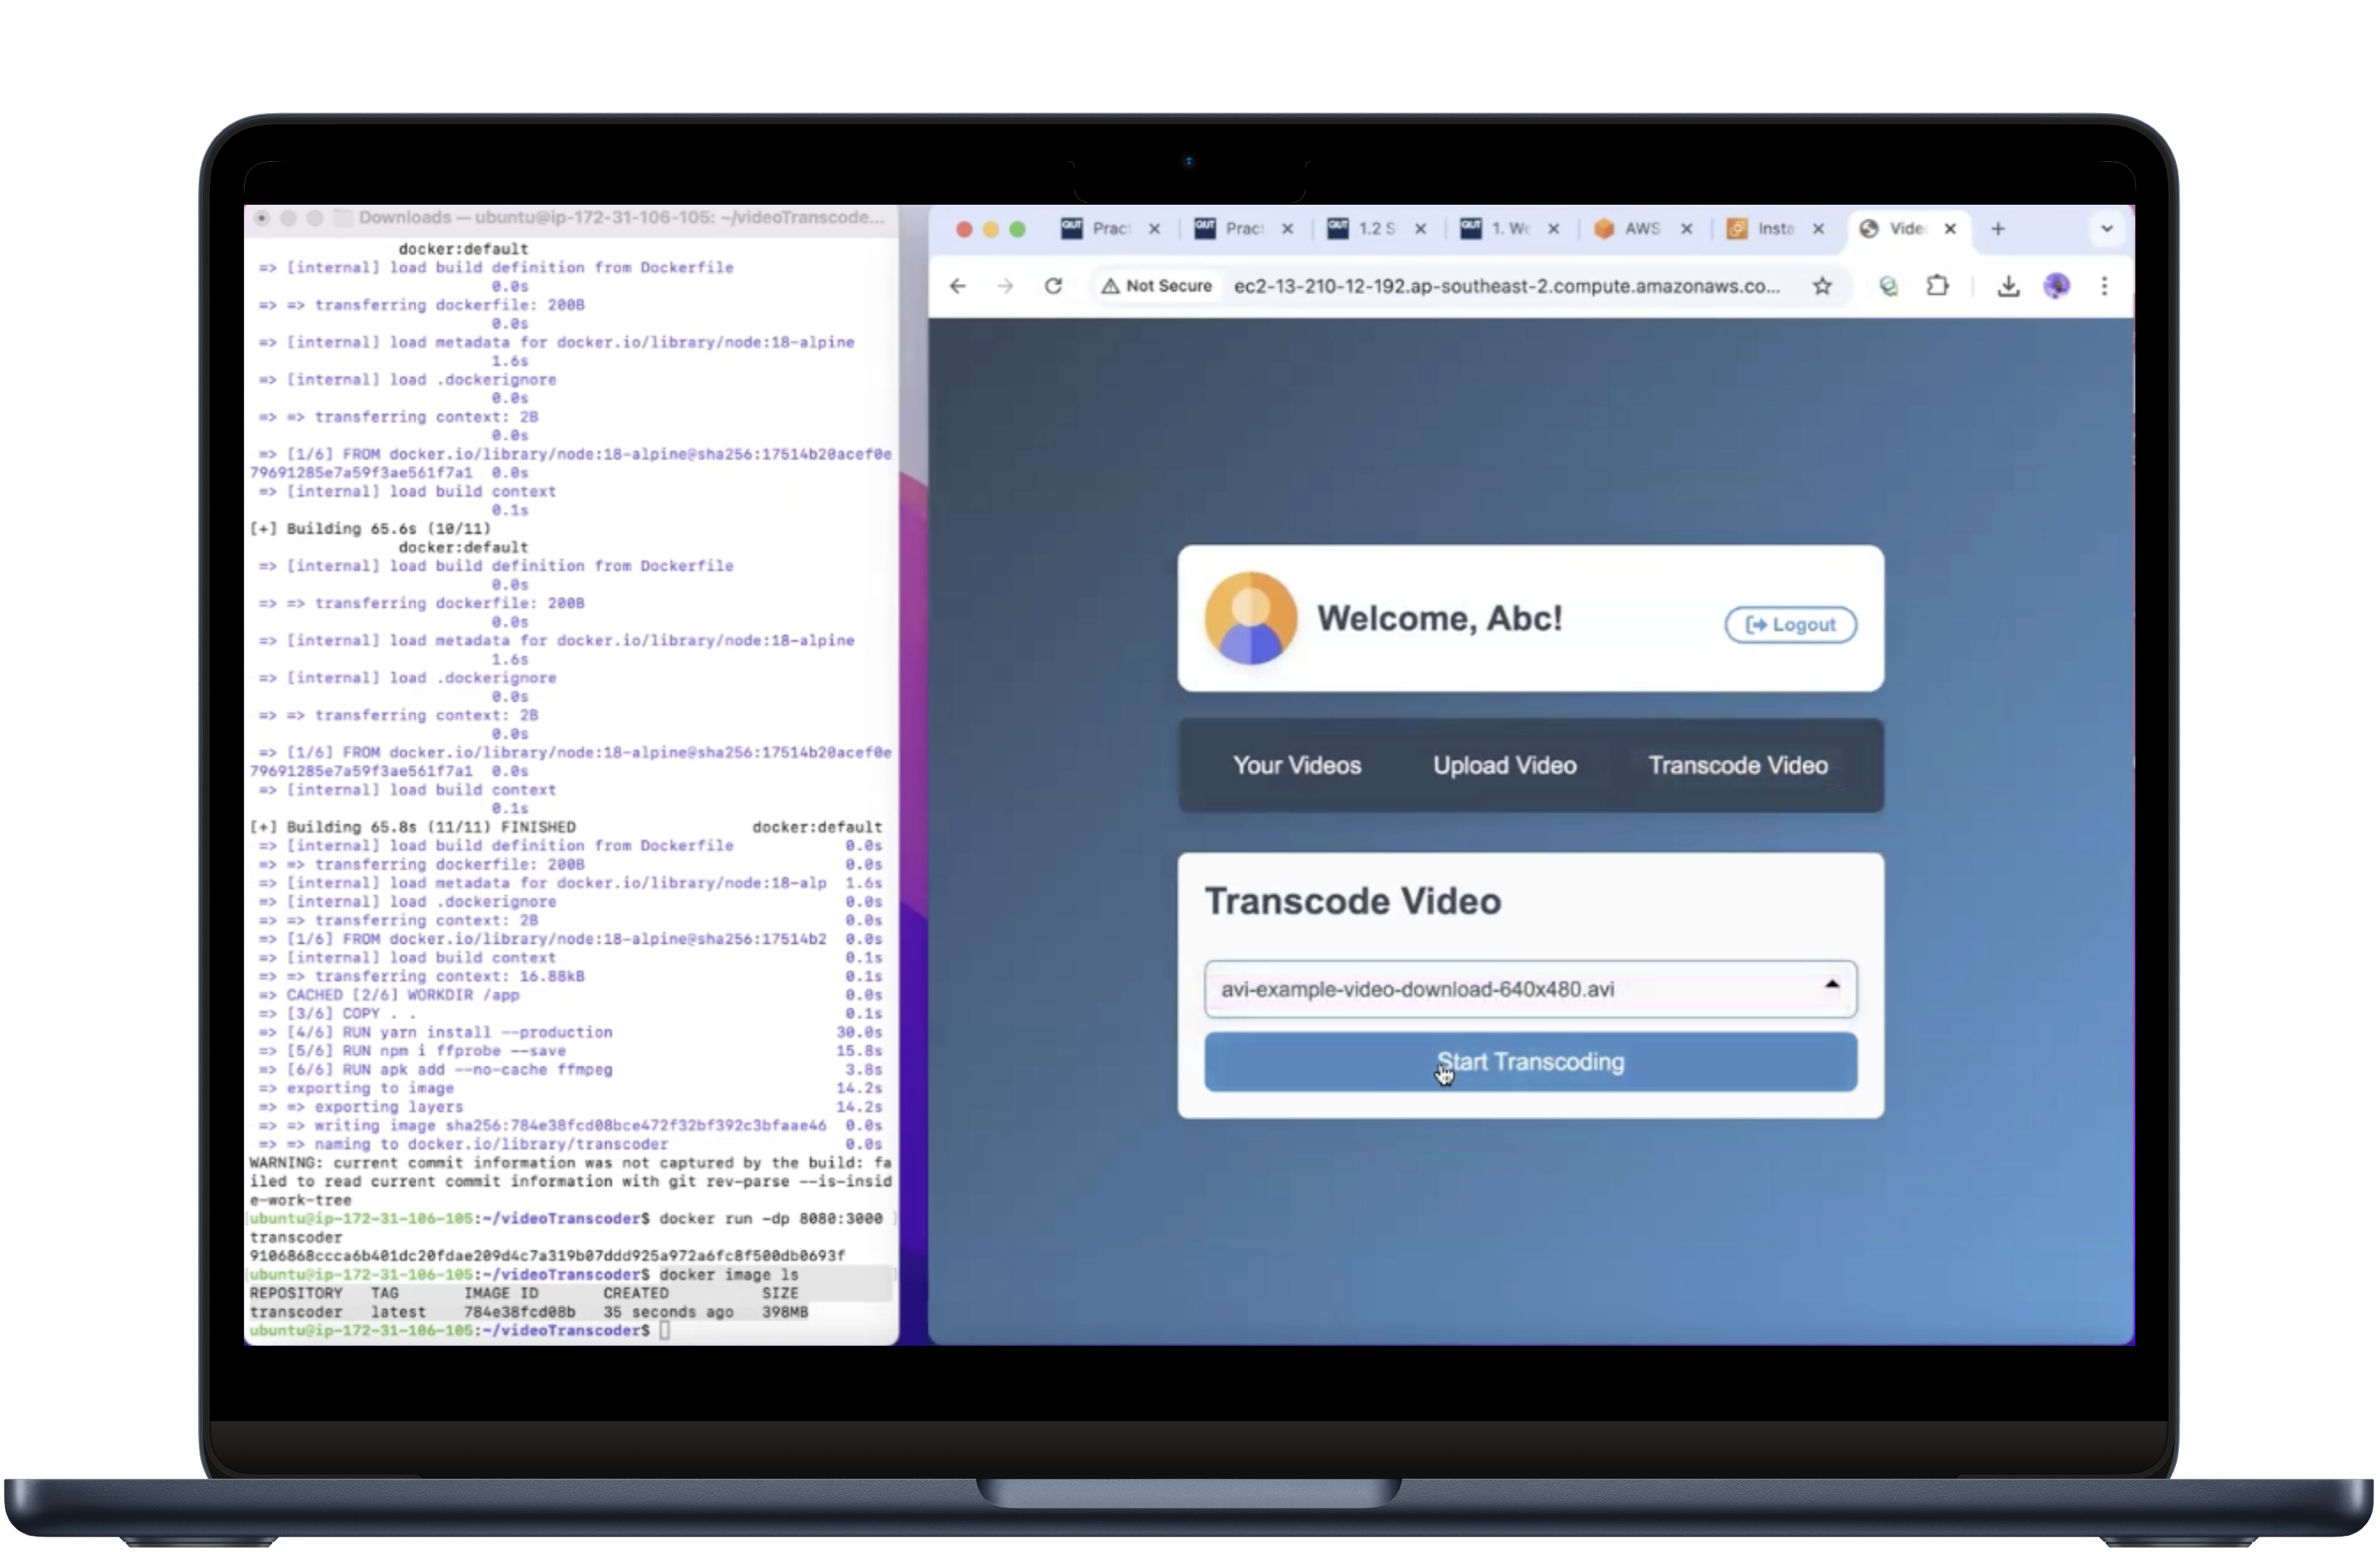 Downloads — ubuntu@ip-172-31-106-105: ~/videoTranscode...
docker:default
=> [internal] load build definition from Dockerfile
0.0s
=> => transferring dockerfile: 200B
0.0s
=> [internal] load metadata for docker.io/library/node:18-alpine
1.6s
=> [internal] load .dockerignore
0.0s
=> => transferring context: 2B
0.0s
=> [1/6] FROM docker.io/library/node:18-alpine@sha256:17514b20acef0e
79691285e7a59f3ae561f7a1 0.0s
=> [internal] load build context
0.1s
[+] Building 65.6s (10/11)
docker:default
=> [internal] load build definition from Dockerfile
0.0s
=> => transferring dockerfile: 200B
0.0s
=> [internal] load metadata for docker.io/library/node:18-alpine
1.6s
=> [internal] load .dockerignore
0.0s
=> => transferring context: 2B
0.0s
=> [1/6] FROM docker.io/library/node:18-alpine@sha256:17514b20acef0e
79691285e7a59f3ae561f7a1 0.0s
=> [internal] load build context
0.1s
[+] Building 65.8s (11/11) FINISHED docker:default
=> [internal] load build definition from Dockerfile 0.0s
=> => transferring dockerfile: 200B 0.0s
=> [internal] load metadata for docker.io/library/node:18-alp 1.6s
=> [internal] load .dockerignore 0.0s
=> => transferring context: 2B 0.0s
=> [1/6] FROM docker.io/library/node:18-alpine@sha256:17514b2 0.0s
=> [internal] load build context 0.1s
=> => transferring context: 16.88kB 0.1s
=> CACHED [2/6] WORKDIR /app 0.0s
=> [3/6] COPY . . 0.1s
=> [4/6] RUN yarn install --production 30.0s
=> [5/6] RUN npm i ffprobe --save 15.8s
=> [6/6] RUN apk add --no-cache ffmpeg 3.8s
=> exporting to image 14.2s
=> => exporting layers 14.2s
=> => writing image sha256:784e38fcd08bce472f32bf392c3bfaae46 0.0s
=> => naming to docker.io/library/transcoder 0.0s
WARNING: current commit information was not captured by the build: fa
iled to read current commit information with git rev-parse --is-insid
e-work-tree
ubuntu@ip-172-31-106-105:~/videoTranscoder$ docker run -dp 8080:3000
transcoder
9106868ccca6b401dc20fdae209d4c7a319b07ddd925a972a6fc8f500db0693f
ubuntu@ip-172-31-106-105:~/videoTranscoder$ docker image ls
REPOSITORY TAG IMAGE ID CREATED SIZE
transcoder latest 784e38fcd08b 35 seconds ago 398MB
ubuntu@ip-172-31-106-105:~/videoTranscoder$
QUT Prac QUT Prac QUT 1.2 S QUT 1. We AWS Insta Vide
Not Secure ec2-13-210-12-192.ap-southeast-2.compute.amazonaws.co...
Welcome, Abc!
Logout
Your Videos Upload Video Transcode Video
Transcode Video
avi-example-video-download-640x480.avi
Start Transcoding